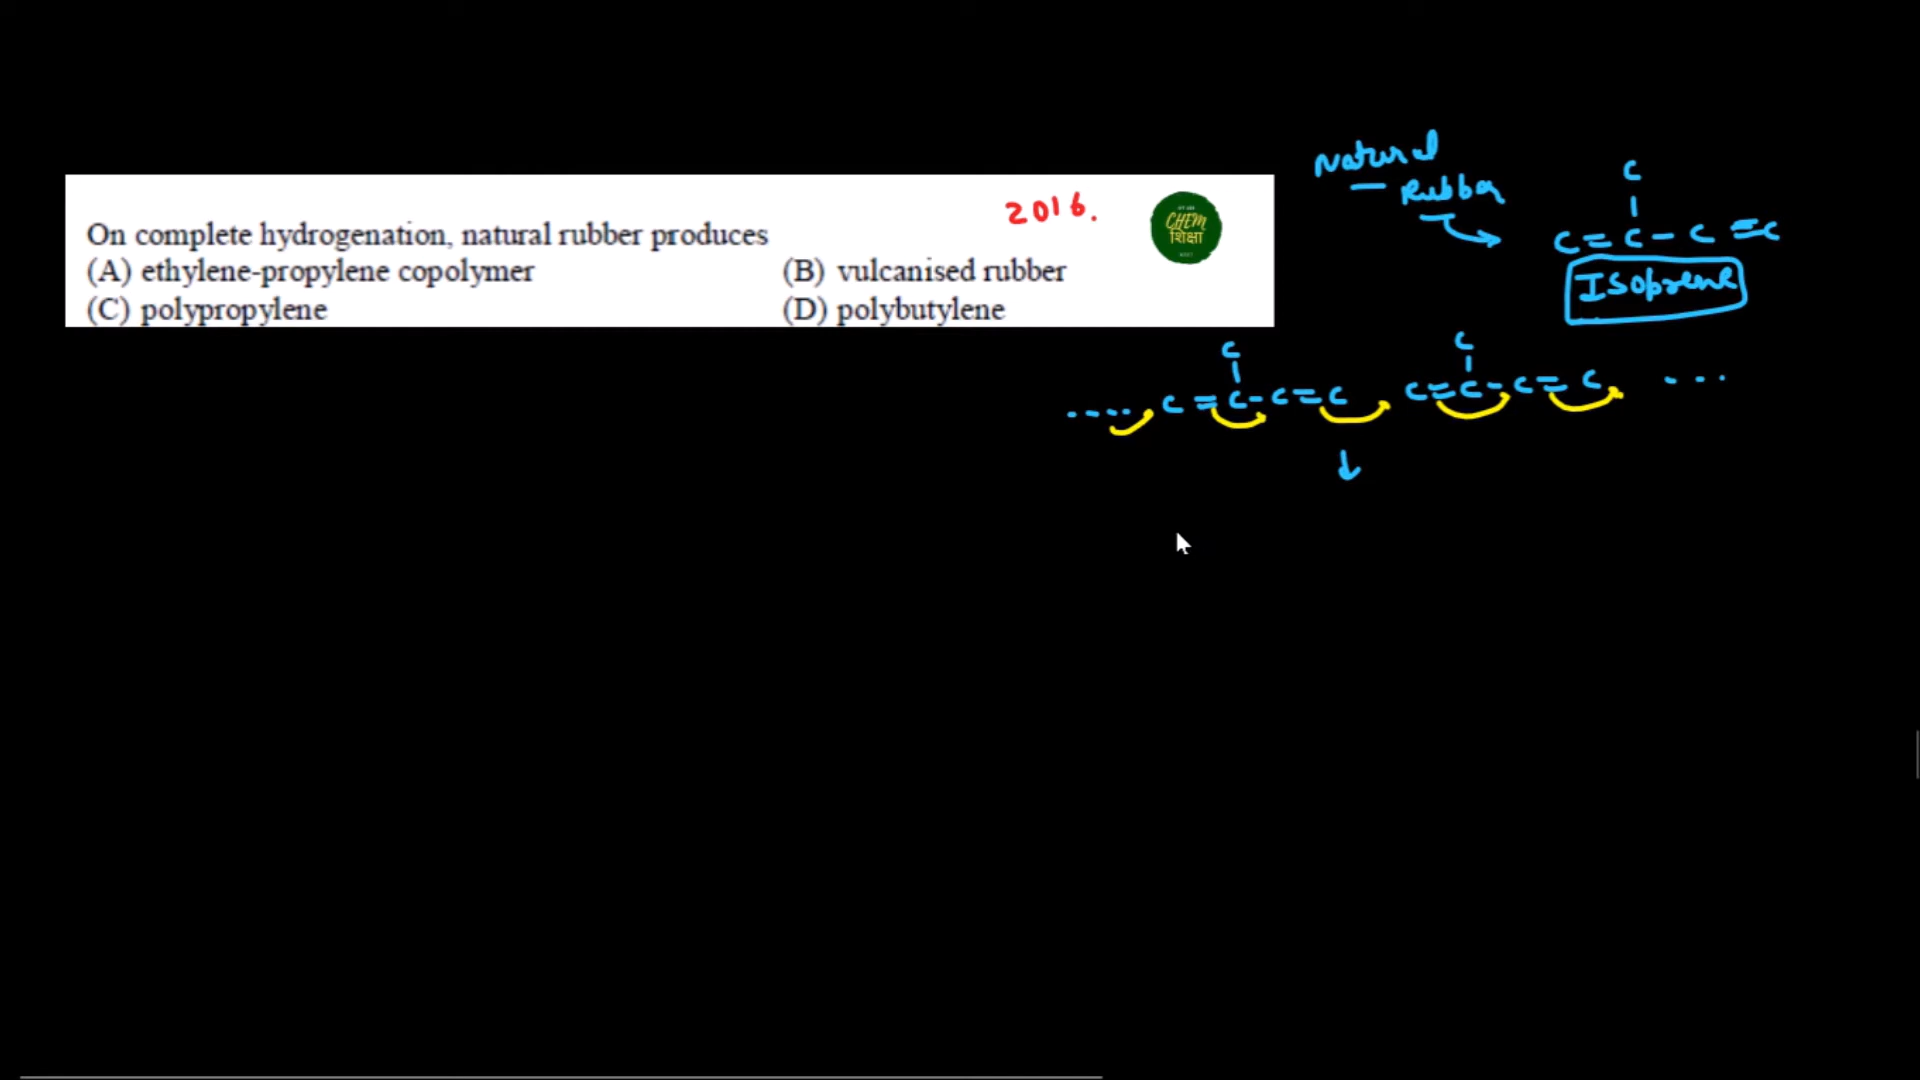 2016.
CHEM
शिक्षा
On complete hydrogenation, natural rubber produces
(A) ethylene-propylene copolymer (B) vulcanised rubber
(C) polypropylene (D) polybutylene
Natural
Rubber
C
C = C - C = C
Isoprene
C C
.... C = C - C = C C = C - C = C ...